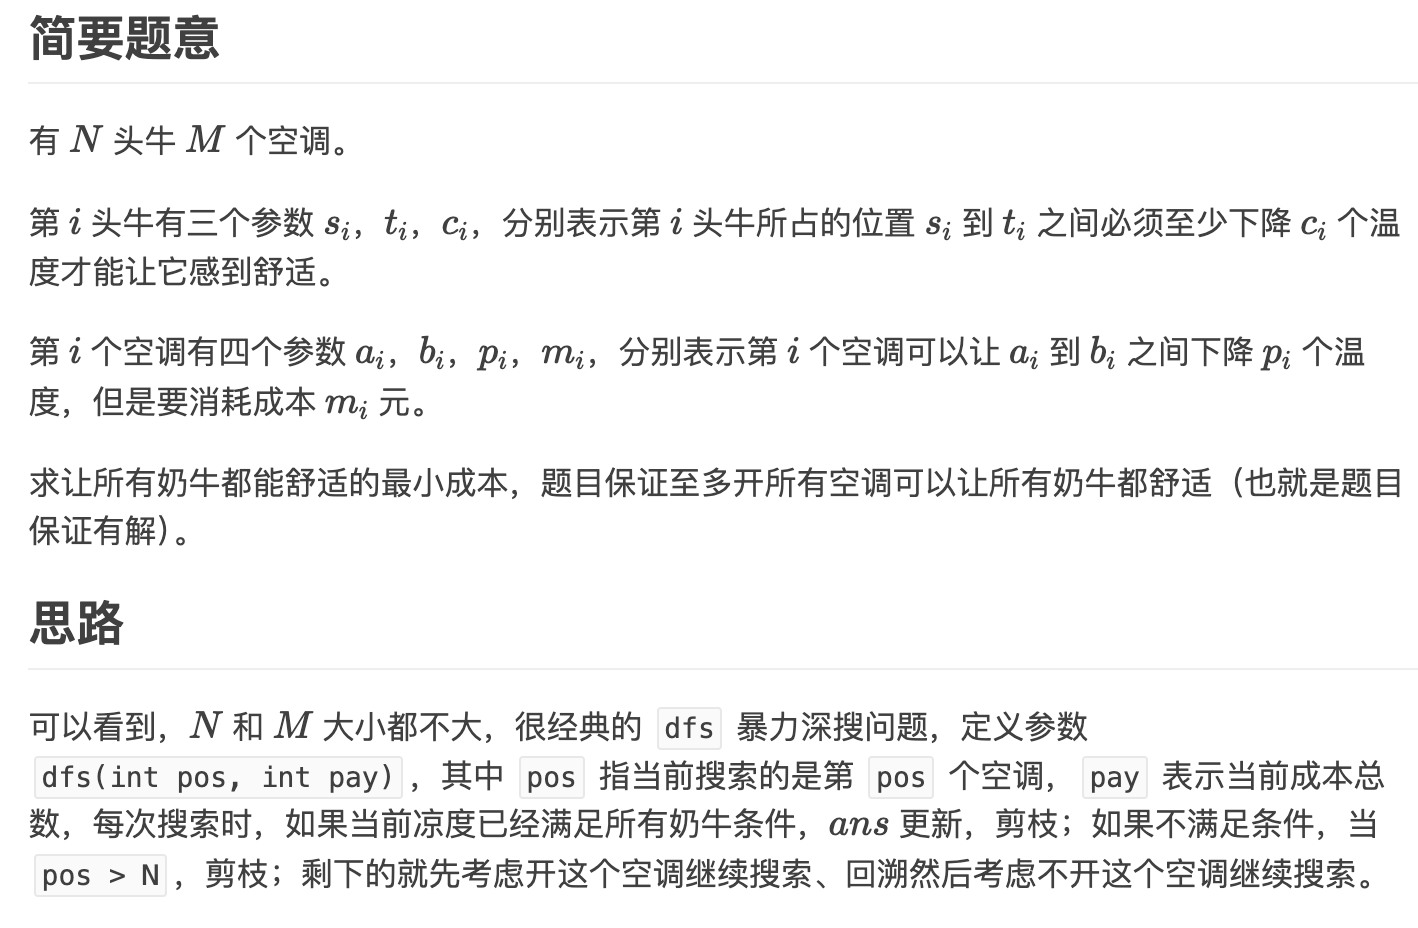 简要题意
有 N 头牛 M 个空调。
第 i 头牛有三个参数 s_i，t_i，c_i，分别表示第 i 头牛所占的位置 s_i 到 t_i 之间必须至少下降 c_i 个温
度才能让它感到舒适。
第 i 个空调有四个参数 a_i，b_i，p_i，m_i，分别表示第 i 个空调可以让 a_i 到 b_i 之间下降 p_i 个温
度，但是要消耗成本 m_i 元。
求让所有奶牛都能舒适的最小成本，题目保证至多开所有空调可以让所有奶牛都舒适（也就是题目
保证有解）。
思路
可以看到，N 和 M 大小都不大，很经典的 dfs 暴力深搜问题，定义参数
dfs(int pos, int pay)，其中 pos 指当前搜索的是第 pos 个空调，pay 表示当前成本总
数，每次搜索时，如果当前凉度已经满足所有奶牛条件，ans 更新，剪枝；如果不满足条件，当
pos > N，剪枝；剩下的就先考虑开这个空调继续搜索、回溯然后考虑不开这个空调继续搜索。